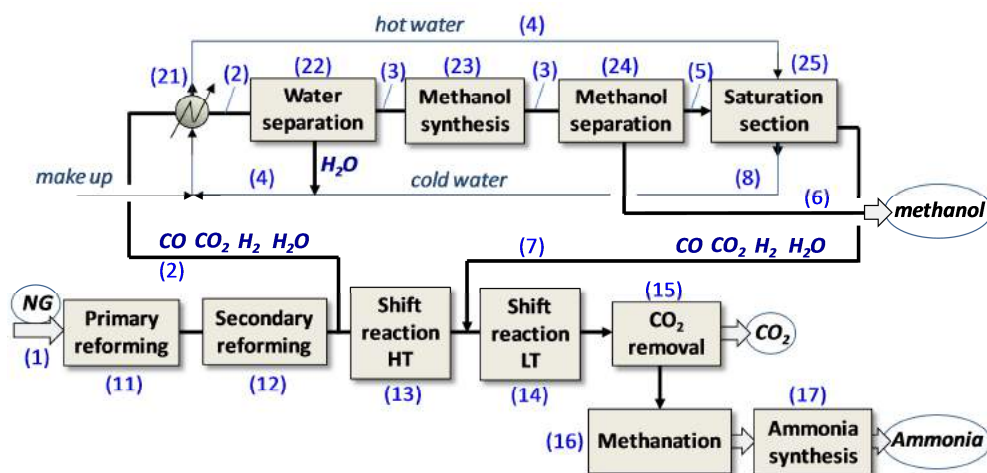 hot water (4)
(21) (2) (22) (3) (23) (3) (24) (5) (25)
Water
separation
Methanol
synthesis
Methanol
separation
Saturation
section
H₂O
make up (4) cold water (8)
(6)
methanol
CO CO₂ H₂ H₂O
(2)
(7)
CO CO₂ H₂ H₂O
NG
(1)
Primary
reforming
(11)
Secondary
reforming
(12)
Shift
reaction
HT
(13)
Shift
reaction
LT
(14)
(15)
CO₂
removal
CO₂
(16)
Methanation
(17)
Ammonia
synthesis
Ammonia